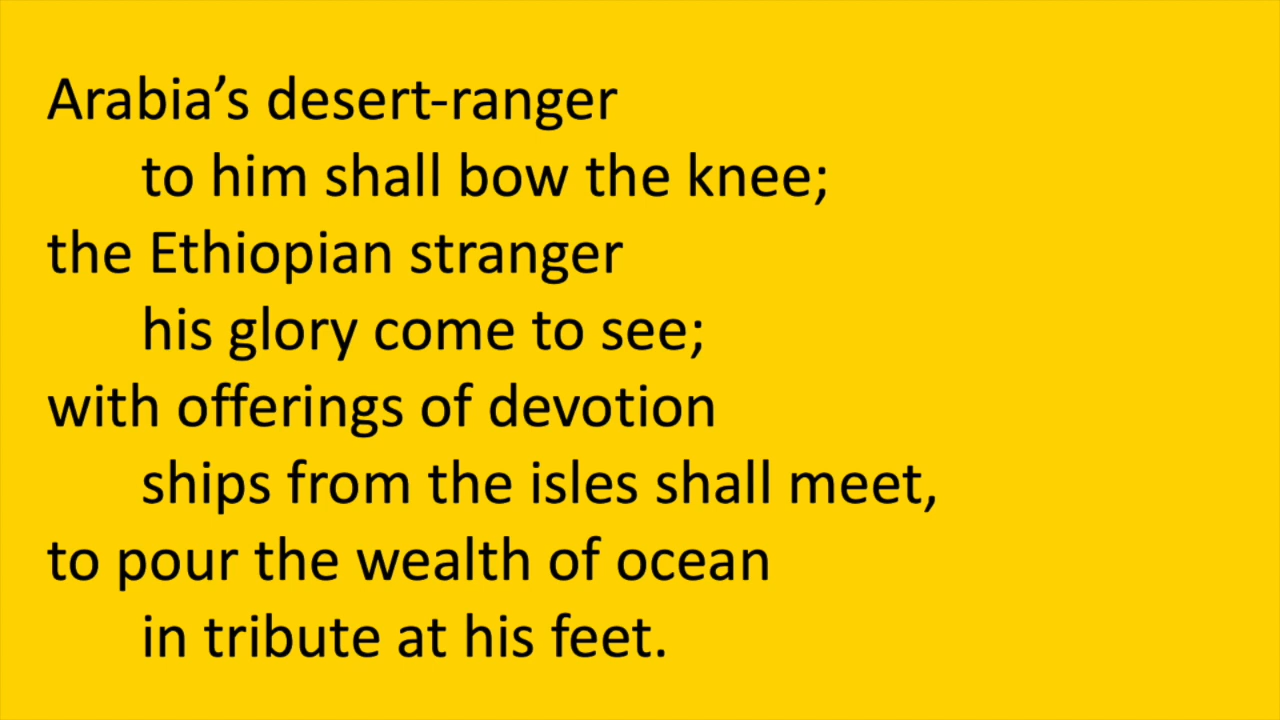 Arabia’s desert-ranger
to him shall bow the knee;
the Ethiopian stranger
his glory come to see;
with offerings of devotion
ships from the isles shall meet,
to pour the wealth of ocean
in tribute at his feet.